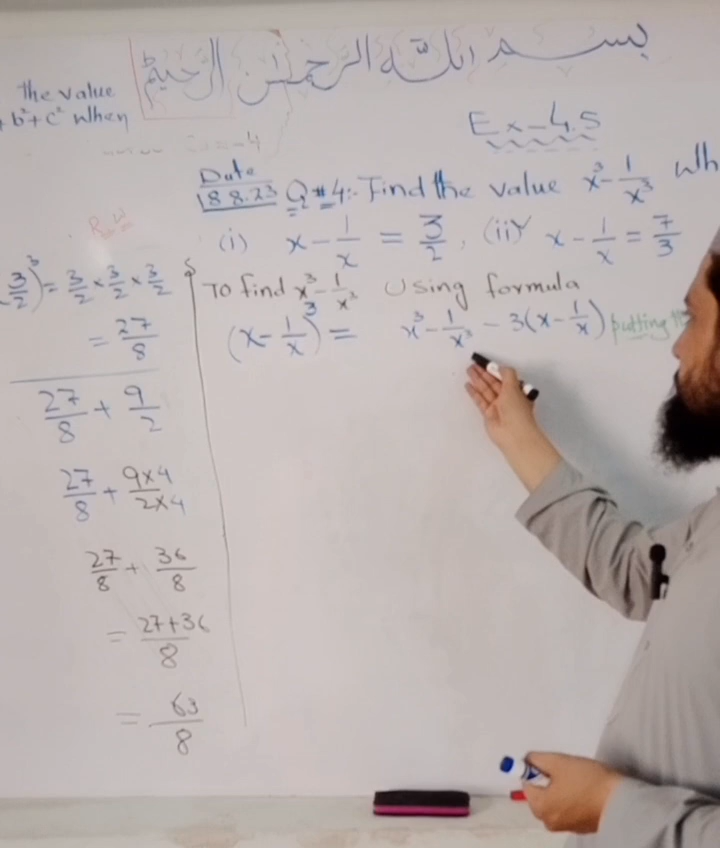 بسم الله الرحمن الرحيم
the value
+b²+c² When
Ex-4.5
Date
18 8.23
Q#4:- Find the value x³-1/x³ Wh
(i) x-1/x = 3/2, (ii) x-1/x = 7/3
To find x³-1/x³ Using formula
(x-1/x)³ = x³-1/x³-3(x-1/x) putting
R.W
(3/2)³=3/2×3/2×3/2
=27/8
27/8+9/2
27/8+9×4/2×4
27/8+36/8
=27+36/8
=63/8